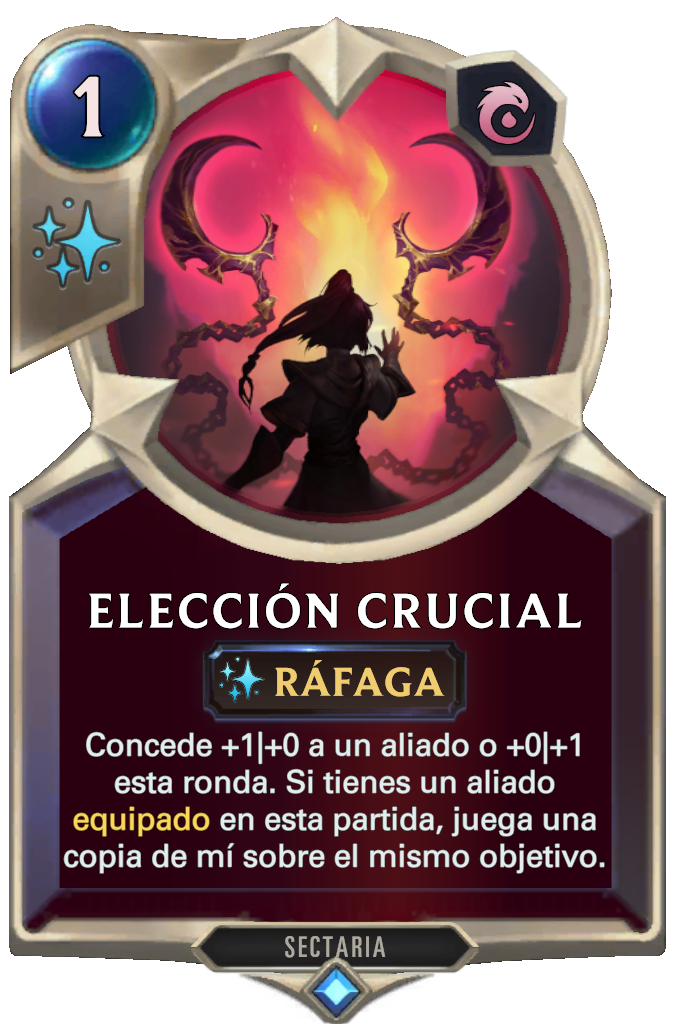 1
ELECCIÓN CRUCIAL
RÁFAGA
Concede +1|+0 a un aliado o +0|+1
esta ronda. Si tienes un aliado
equipado en esta partida, juega una
copia de mí sobre el mismo objetivo.
SECTARIA